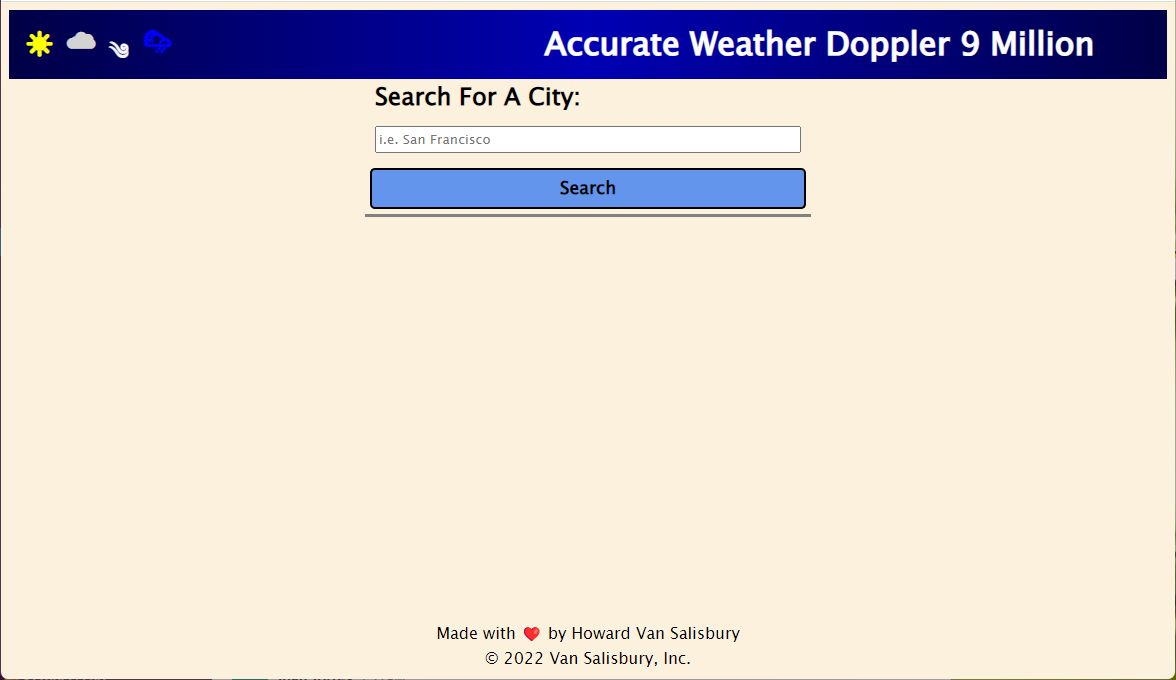 Accurate Weather Doppler 9 Million
Search For A City:
i.e. San Francisco
Search
Made with ❤️ by Howard Van Salisbury
© 2022 Van Salisbury, Inc.